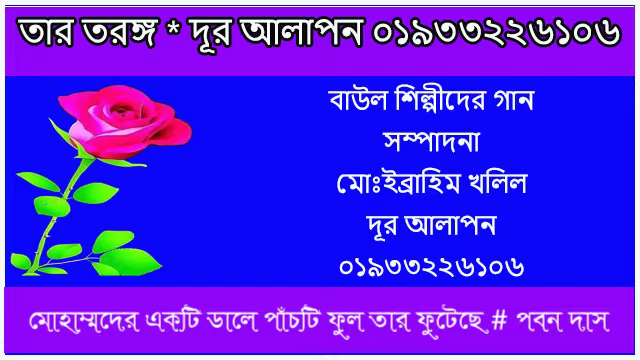 তার তরঙ্গ * দূর আলাপন ০১৯৩৩২২৬১০৬
বাউল শিল্পীদের গান
সম্পাদনা
মোঃইব্রাহিম খলিল
দূর আলাপন
০১৯৩৩২২৬১০৬
মোহাম্মদের একটি ডালে পাঁচটি ফুল তার ফুটেছে # পবন দাস